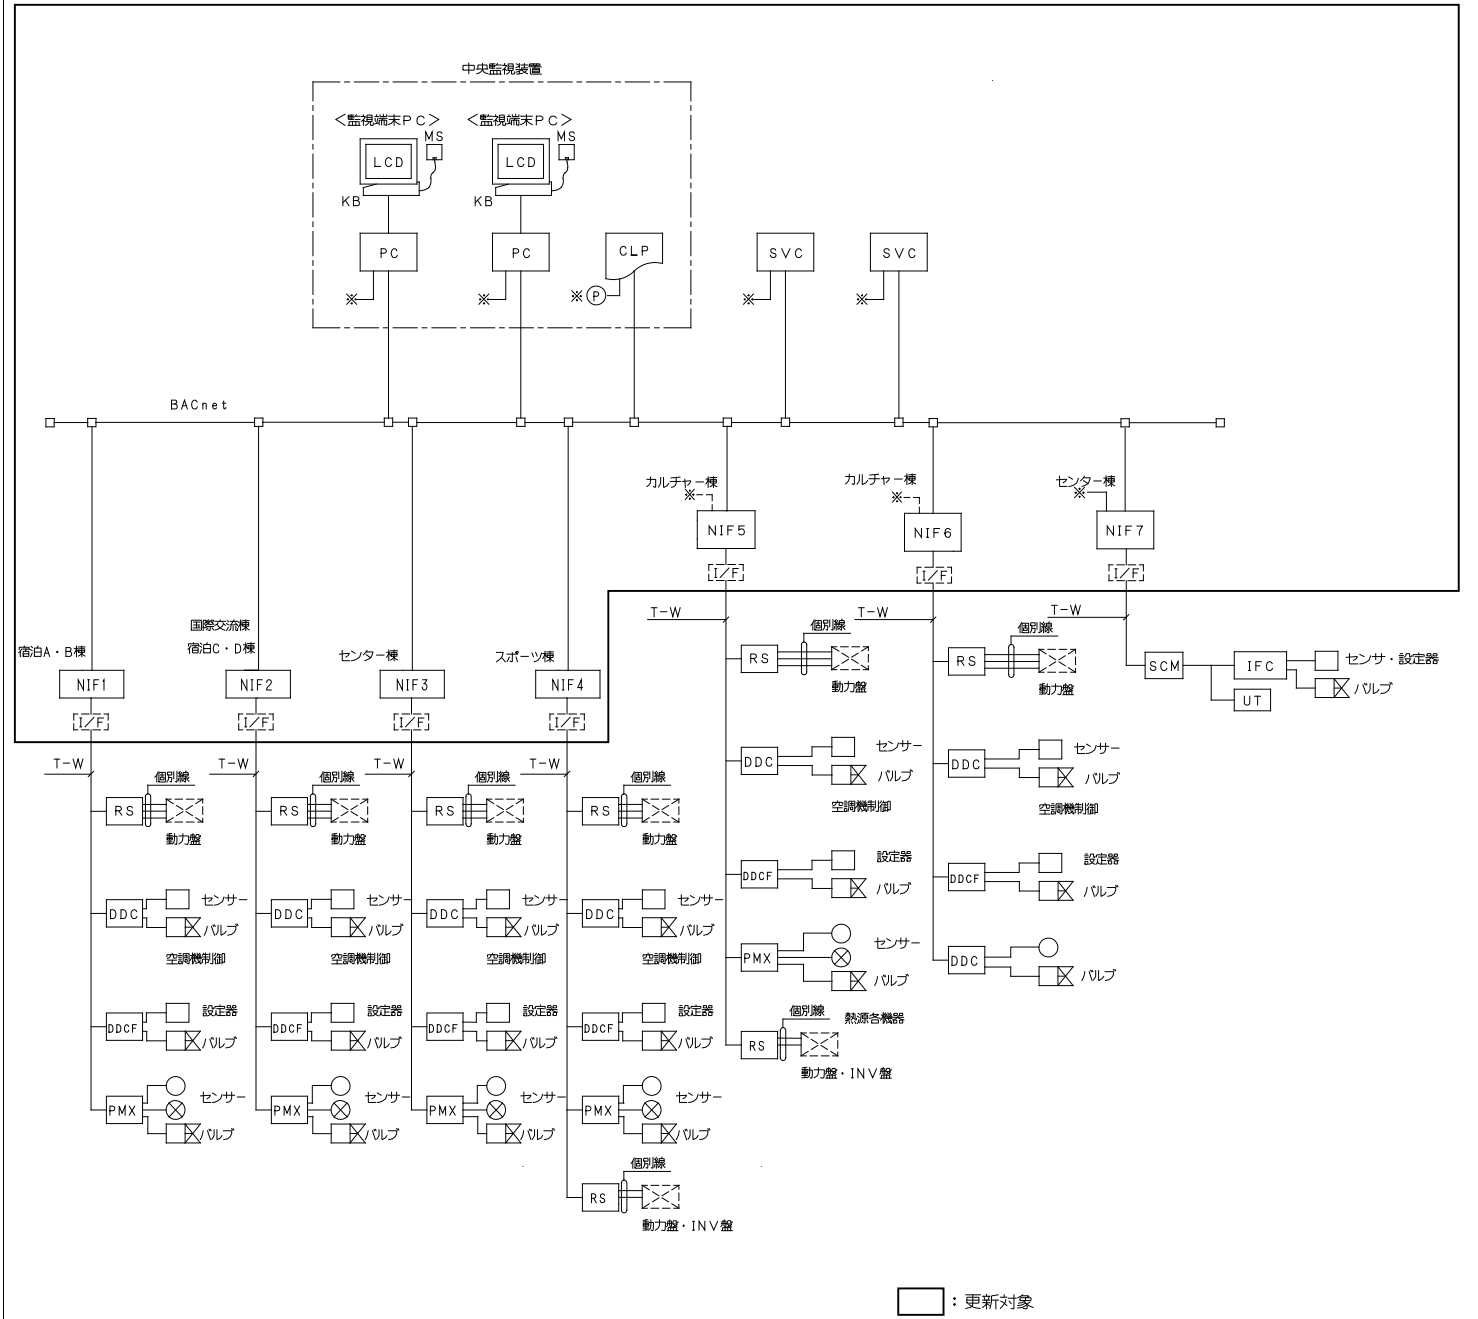 中央監視装置
＜監視端末ＰＣ＞ ＜監視端末ＰＣ＞
MS MS
LCD LCD
KB KB
PC PC CLP SVC SVC
※ ※ ※ P ※ ※
BACnet
カルチャー棟 カルチャー棟 センター棟
※ ※ ※
NIF5 NIF6 NIF7
I/F I/F I/F
T-W T-W T-W
国際交流棟
宿泊A・B棟 宿泊C・D棟 センター棟 スポーツ棟
NIF1 NIF2 NIF3 NIF4
I/F I/F I/F I/F
T-W T-W T-W T-W
個別線 個別線
RS RS SCM IFC センサ・設定器
動力盤 動力盤 UT バルブ
DDC センサー DDC センサー
バルブ バルブ
空調機制御 空調機制御
個別線 個別線 個別線 個別線
RS RS RS RS
動力盤 動力盤 動力盤 動力盤
DDCF 設定器 DDCF 設定器
バルブ バルブ
DDC センサー DDC センサー DDC センサー DDC センサー
バルブ バルブ バルブ バルブ
空調機制御 空調機制御 空調機制御 空調機制御
PMX センサー DDC
バルブ バルブ
個別線 熱源各機器
RS
動力盤・INV盤
DDCF 設定器 DDCF 設定器 DDCF 設定器 DDCF 設定器
バルブ バルブ バルブ バルブ
PMX センサー PMX センサー PMX センサー PMX センサー
バルブ バルブ バルブ バルブ
個別線
RS
動力盤・INV盤
：更新対象